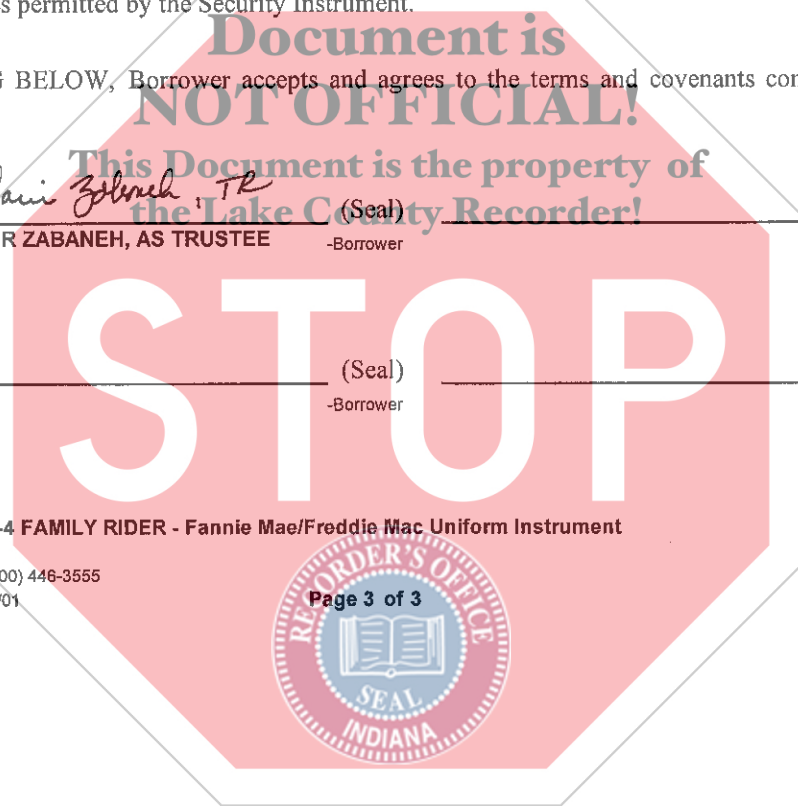 s permitted by the Security Instrument.
Document is
G BELOW, Borrower accepts and agrees to the terms and covenants con
NOT OFFICIAL!
This Document is the property of
Zabaneh, TR
the Lake County Recorder!
(Seal)
R ZABANEH, AS TRUSTEE
-Borrower
STOP
(Seal)
-Borrower
-4 FAMILY RIDER - Fannie Mae/Freddie Mac Uniform Instrument
00) 446-3555
/01
Page 3 of 3
RECORDER'S OFFICE
SEAL
INDIANA